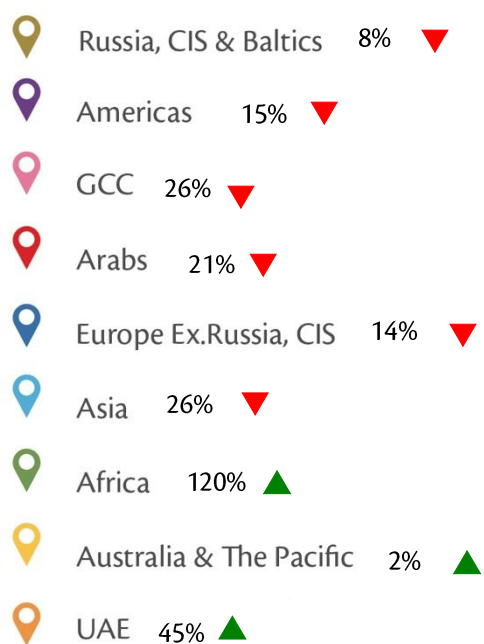 Russia, CIS & Baltics 8%
Americas 15%
GCC 26%
Arabs 21%
Europe Ex.Russia, CIS 14%
Asia 26%
Africa 120%
Australia & The Pacific 2%
UAE 45%